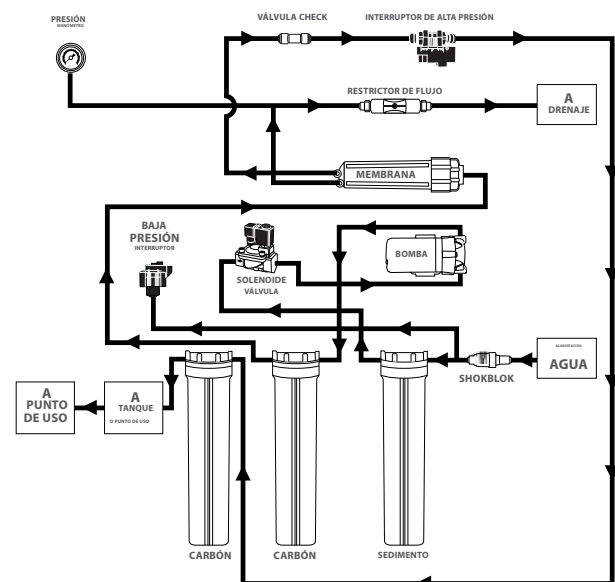 PRESIÓN
MANÓMETRO
VÁLVULA CHECK
INTERRUPTOR DE ALTA PRESIÓN
RESTRICTOR DE FLUJO
A
DRENAJE
MEMBRANA
BAJA
PRESIÓN
INTERRUPTOR
SOLENOIDE
VÁLVULA
BOMBA
ALIMENTACIÓN
AGUA
SHOKBLOK
A
PUNTO
DE USO
A
TANQUE
O PUNTO DE USO
CARBÓN
CARBÓN
SEDIMENTO